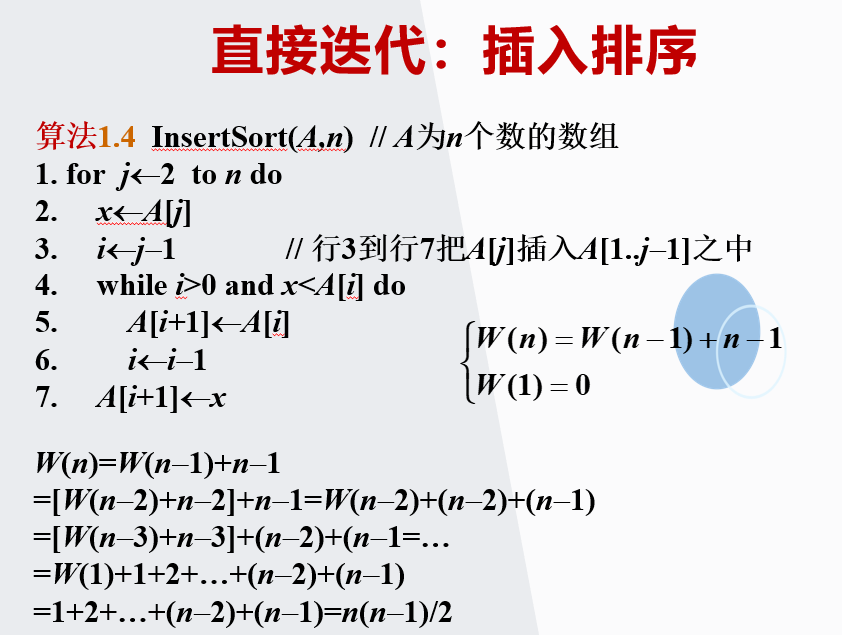 直接迭代：插入排序
算法1.4 InsertSort(A,n) // A为n个数的数组
1. for j←2 to n do
2. x←A[j]
3. i←j–1 // 行3到行7把A[j]插入A[1..j–1]之中
4. while i>0 and x<A[i] do
5. A[i+1]←A[i]
6. i←i–1
7. A[i+1]←x
W(n) = W(n – 1) + n – 1
W(1) = 0
W(n)=W(n–1)+n–1
=[W(n–2)+n–2]+n–1=W(n–2)+(n–2)+(n–1)
=[W(n–3)+n–3]+(n–2)+(n–1=…
=W(1)+1+2+…+(n–2)+(n–1)
=1+2+…+(n–2)+(n–1)=n(n–1)/2